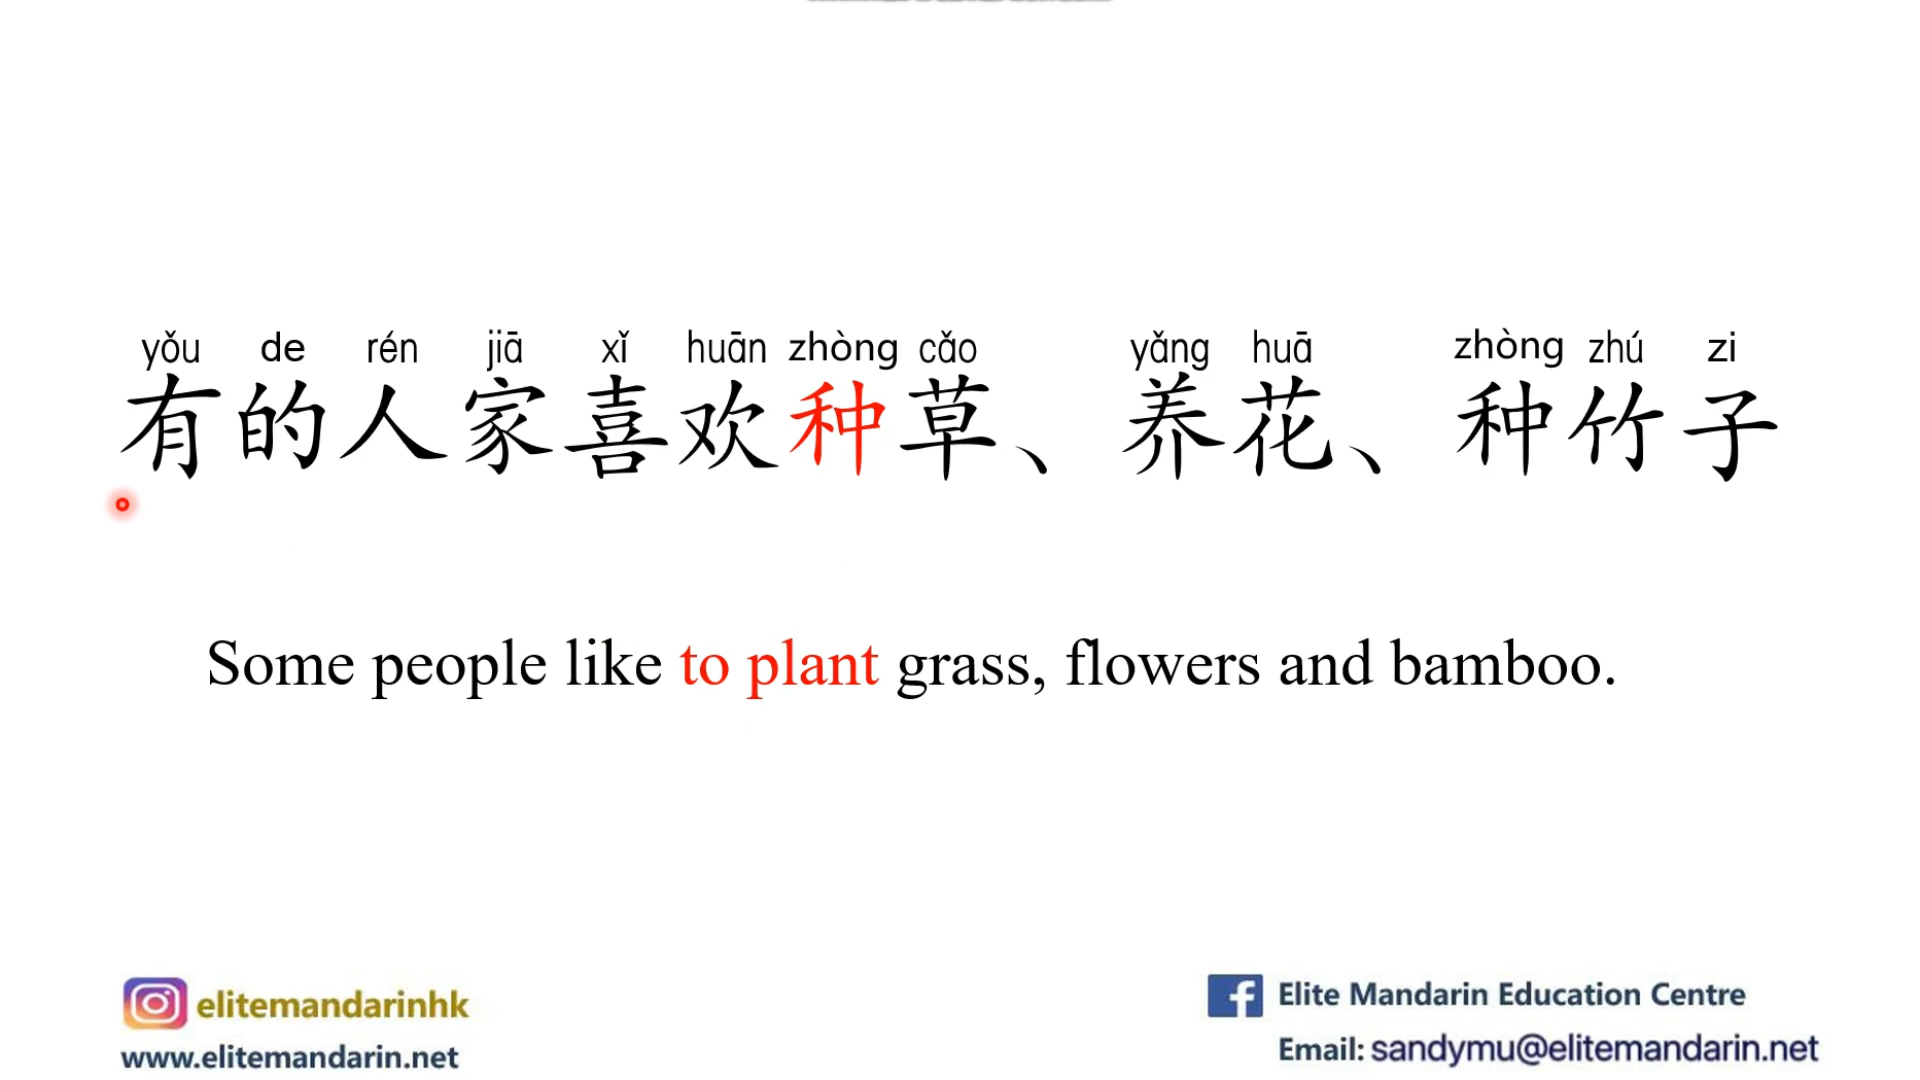 yǒu de rén jiā xǐ huān zhòng cǎo yǎng huā zhòng zhú zi
有的人家喜欢种草、养花、种竹子
Some people like to plant grass, flowers and bamboo.
elitemandarinhk
www.elitemandarin.net
Elite Mandarin Education Centre
Email: sandymu@elitemandarin.net